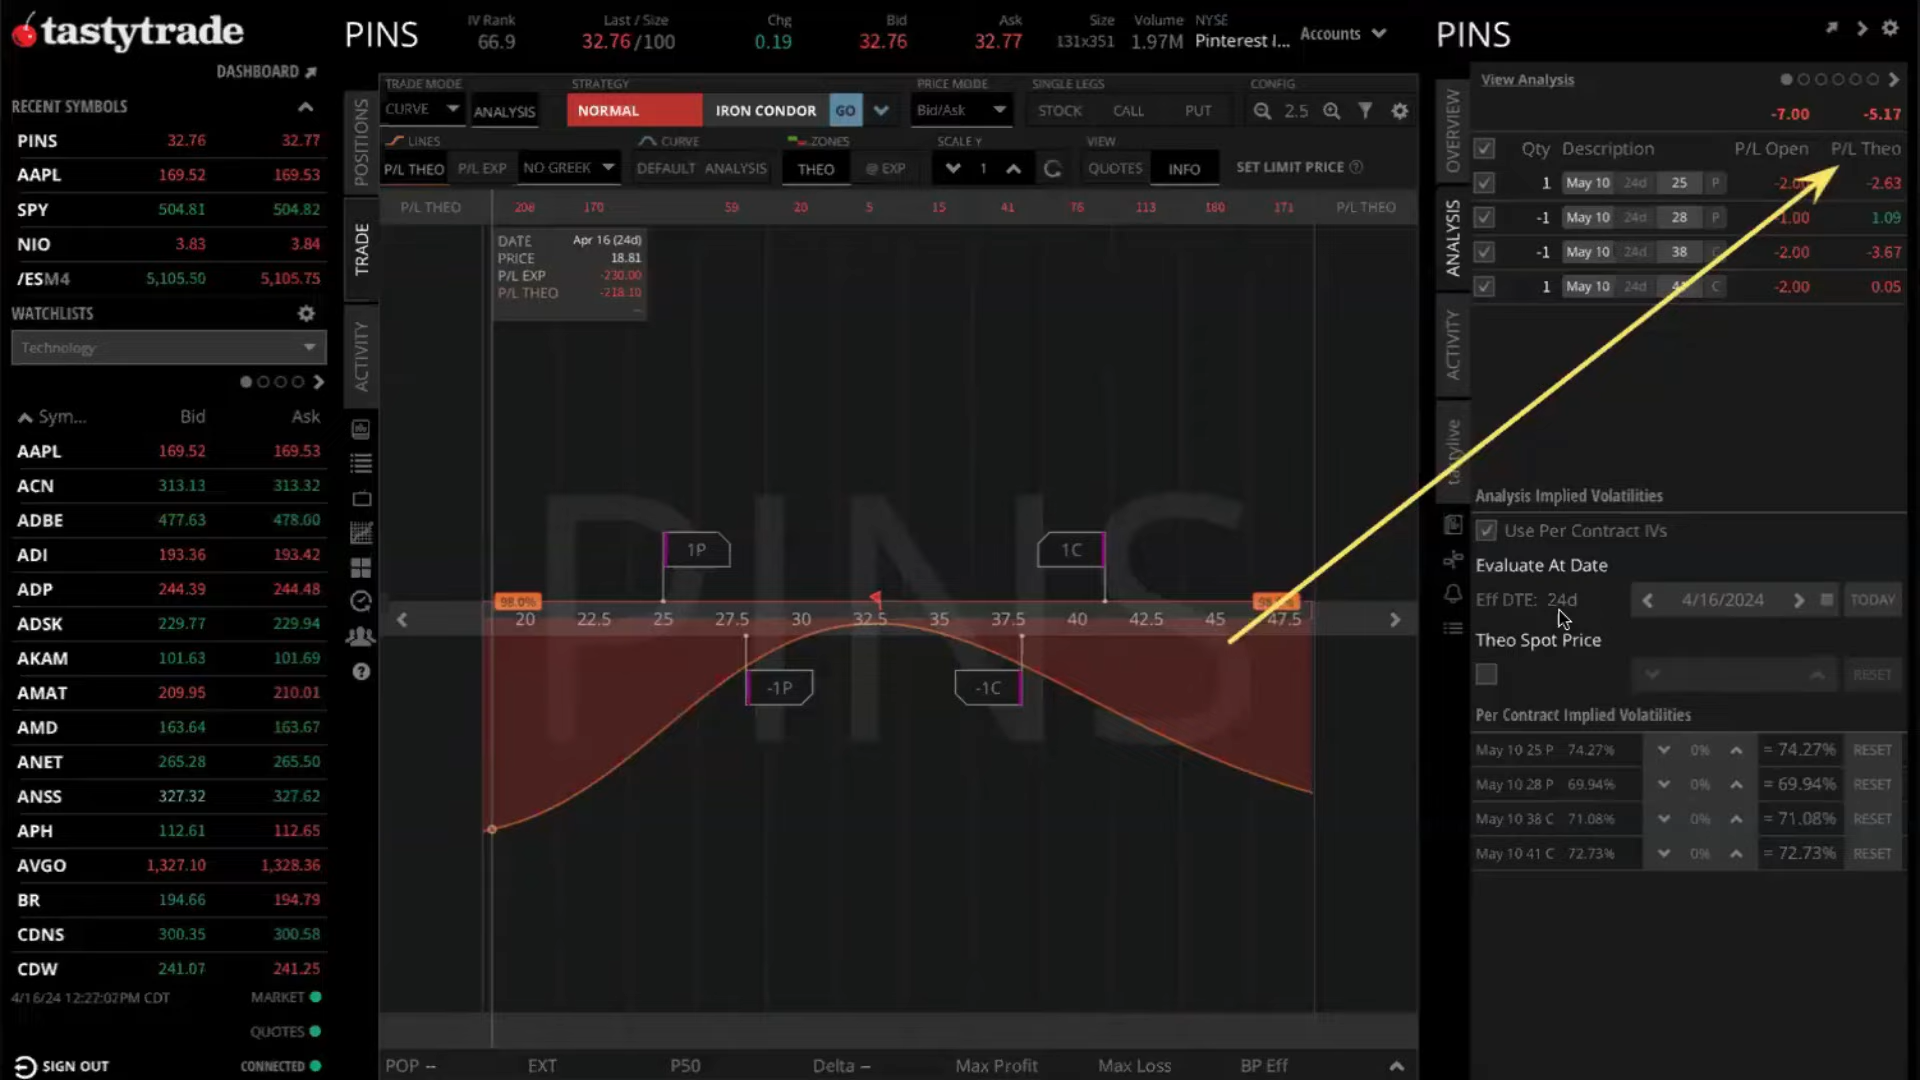 tastytrade
DASHBOARD
RECENT SYMBOLS
PINS 32.76 32.77
AAPL 169.52 169.53
SPY 504.81 504.82
NIO 3.83 3.84
/ESM4 5,105.50 5,105.75
WATCHLISTS
Technology
Sym... Bid Ask
AAPL 169.52 169.53
ACN 313.13 313.32
ADBE 477.63 478.00
ADI 193.36 193.42
ADP 244.39 244.48
ADSK 229.77 229.94
AKAM 101.63 101.69
AMAT 209.95 210.01
AMD 163.64 163.67
ANET 265.28 265.50
ANSS 327.32 327.62
APH 112.61 112.65
AVGO 1,327.10 1,328.36
BR 194.66 194.79
CDNS 300.35 300.58
CDW 241.07 241.25
4/16/24 12:27:02PM CDT MARKET
QUOTES
SIGN OUT CONNECTED
PINS
IV Rank Last / Size Chg Bid Ask Size Volume NYSE
66.9 32.76/100 0.19 32.76 32.77 131x351 1.97M Pinterest I...
Accounts
POSITIONS
TRADE
ACTIVITY
TRADE MODE STRATEGY PRICE MODE SINGLE LEGS CONFIG
CURVE ANALYSIS NORMAL IRON CONDOR GO Bid/Ask STOCK CALL PUT 2.5
LINES CURVE ZONES SCALE Y VIEW
P/L THEO P/L EXP NO GREEK DEFAULT ANALYSIS THEO @ EXP 1 QUOTES INFO SET LIMIT PRICE
P/L THEO 170 59 20 5 15 41 76 113 171 P/L THEO
DATE Apr 16 (24d)
PRICE 18.81
P/L EXP -230.00
P/L THEO -218.10
--
PINS
1P 1C
98.0%
20 22.5 25 27.5 30 32.5 35 37.5 40 42.5 45 47.5
-1P -1C
POP -- EXT P50 Delta -- Max Profit Max Loss BP Eff
PINS
OVERVIEW
ANALYSIS
ACTIVITY
tastylive
View Analysis
-7.00 -5.17
Qty Description P/L Open P/L Theo
1 May 10 24d 25 P -2.00 -2.63
-1 May 10 24d 28 P -1.00 1.09
-1 May 10 24d 38 C -2.00 -3.67
1 May 10 24d 41 C -2.00 0.05
Analysis Implied Volatilities
Use Per Contract IVs
Evaluate At Date
Eff DTE: 24d 4/16/2024 TODAY
Theo Spot Price
RESET
Per Contract Implied Volatilities
May 10 25 P 74.27% 0% = 74.27% RESET
May 10 28 P 69.94% 0% = 69.94% RESET
May 10 38 C 71.08% 0% = 71.08% RESET
May 10 41 C 72.73% 0% = 72.73% RESET